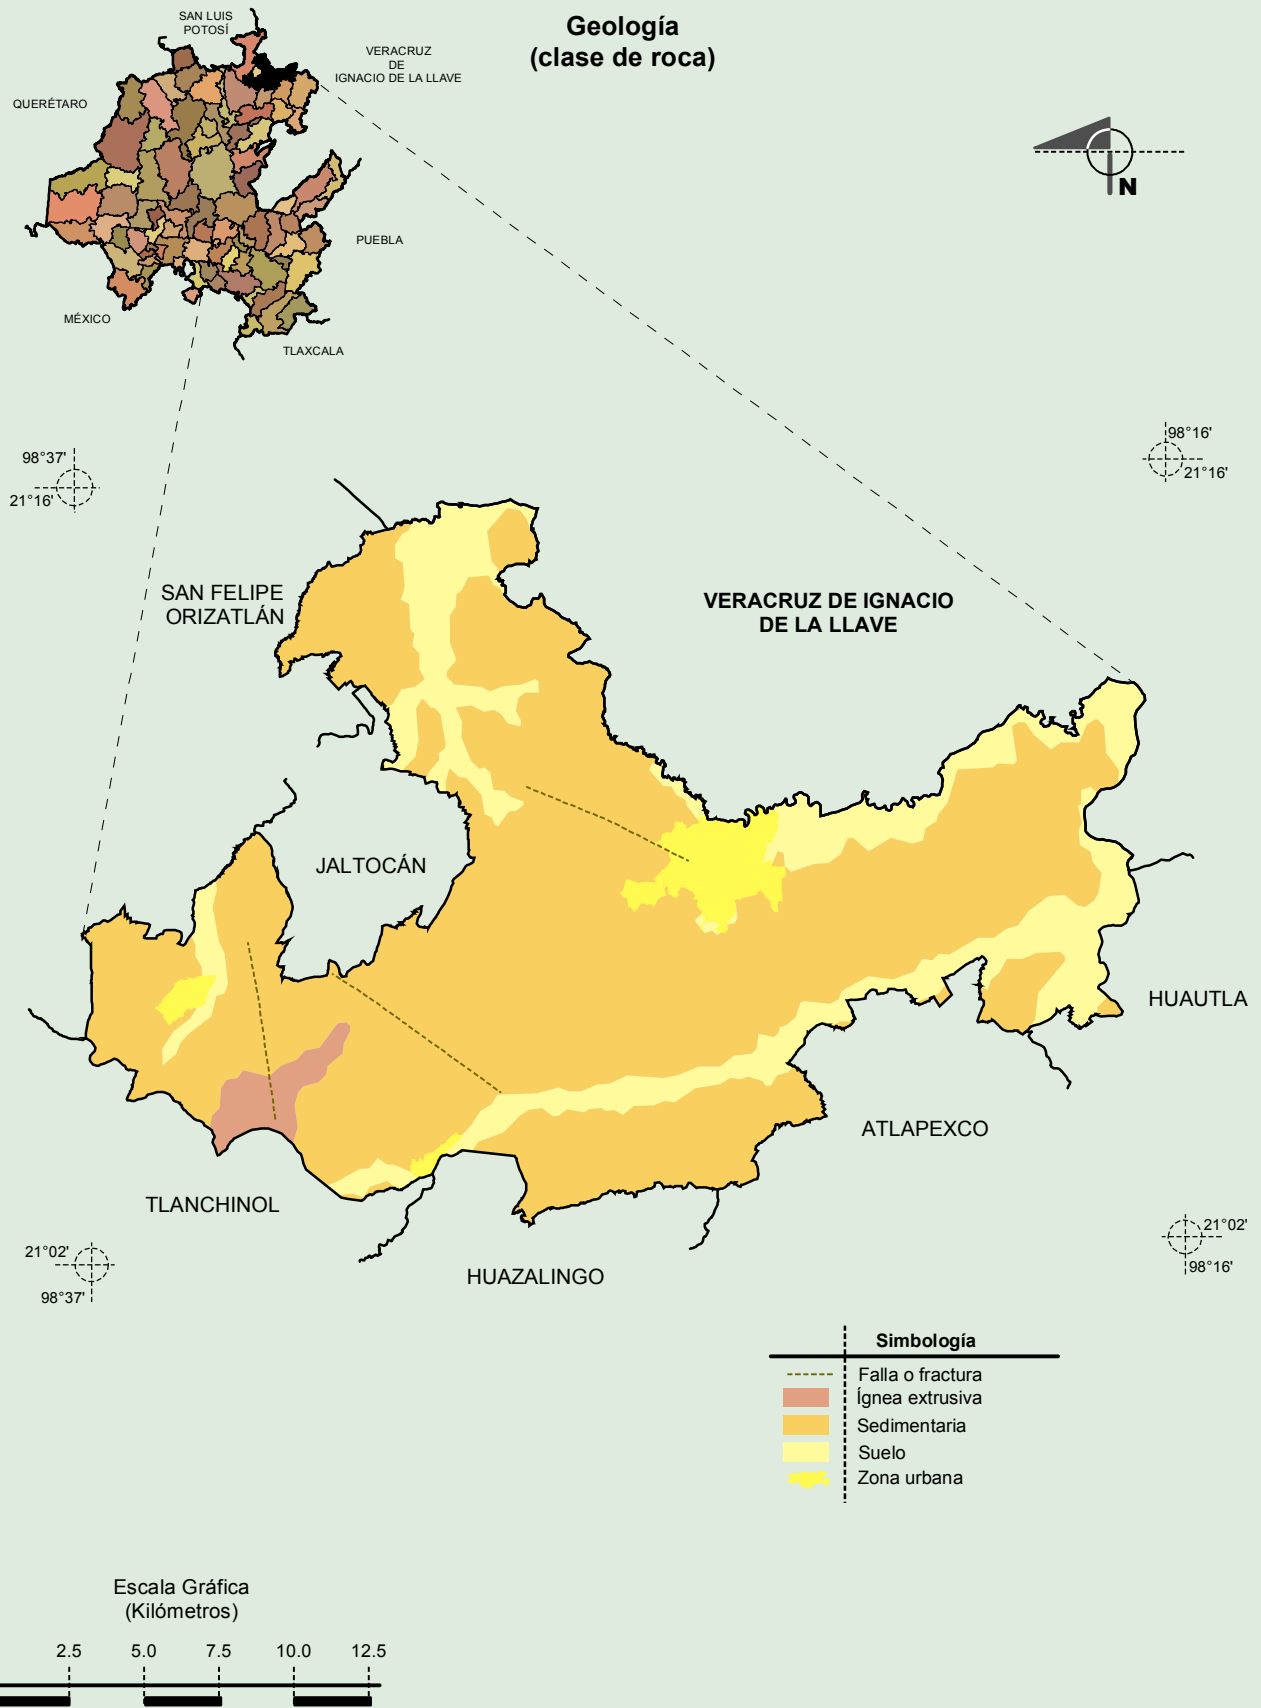 Geología
(clase de roca)
SAN LUIS
POTOSÍ
VERACRUZ
DE
IGNACIO DE LA LLAVE
QUERÉTARO
PUEBLA
MÉXICO
TLAXCALA
N
98°37'
21°16'
98°16'
21°16'
SAN FELIPE
ORIZATLÁN
VERACRUZ DE IGNACIO
DE LA LLAVE
JALTOCÁN
HUAUTLA
ATLAPEXCO
TLANCHINOL
HUAZALINGO
21°02'
98°37'
21°02'
98°16'
Simbología
Falla o fractura
Ígnea extrusiva
Sedimentaria
Suelo
Zona urbana
Escala Gráfica
(Kilómetros)
2.5 5.0 7.5 10.0 12.5